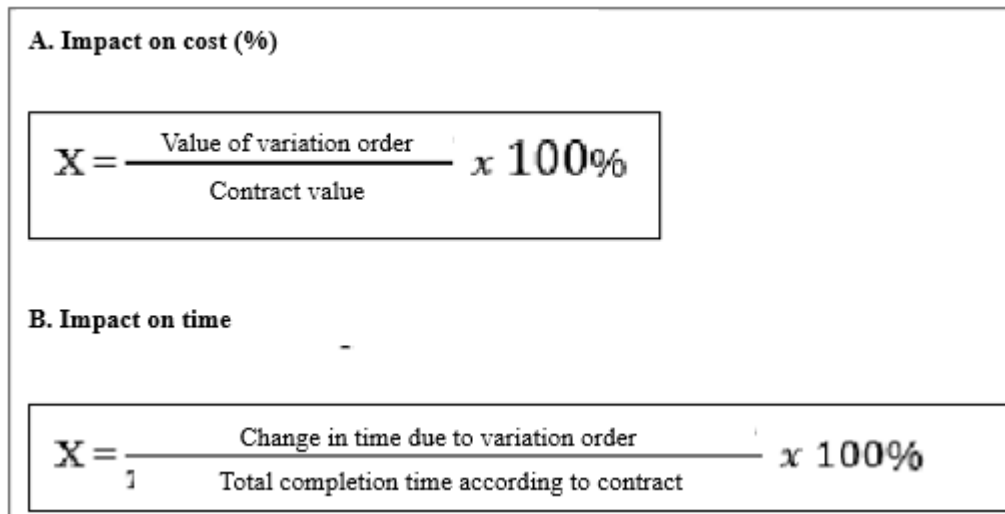 A. Impact on cost (%)
Value of variation order
X = x 100%
Contract value
B. Impact on time
-
Change in time due to variation order
X = x 100%
Total completion time according to contract